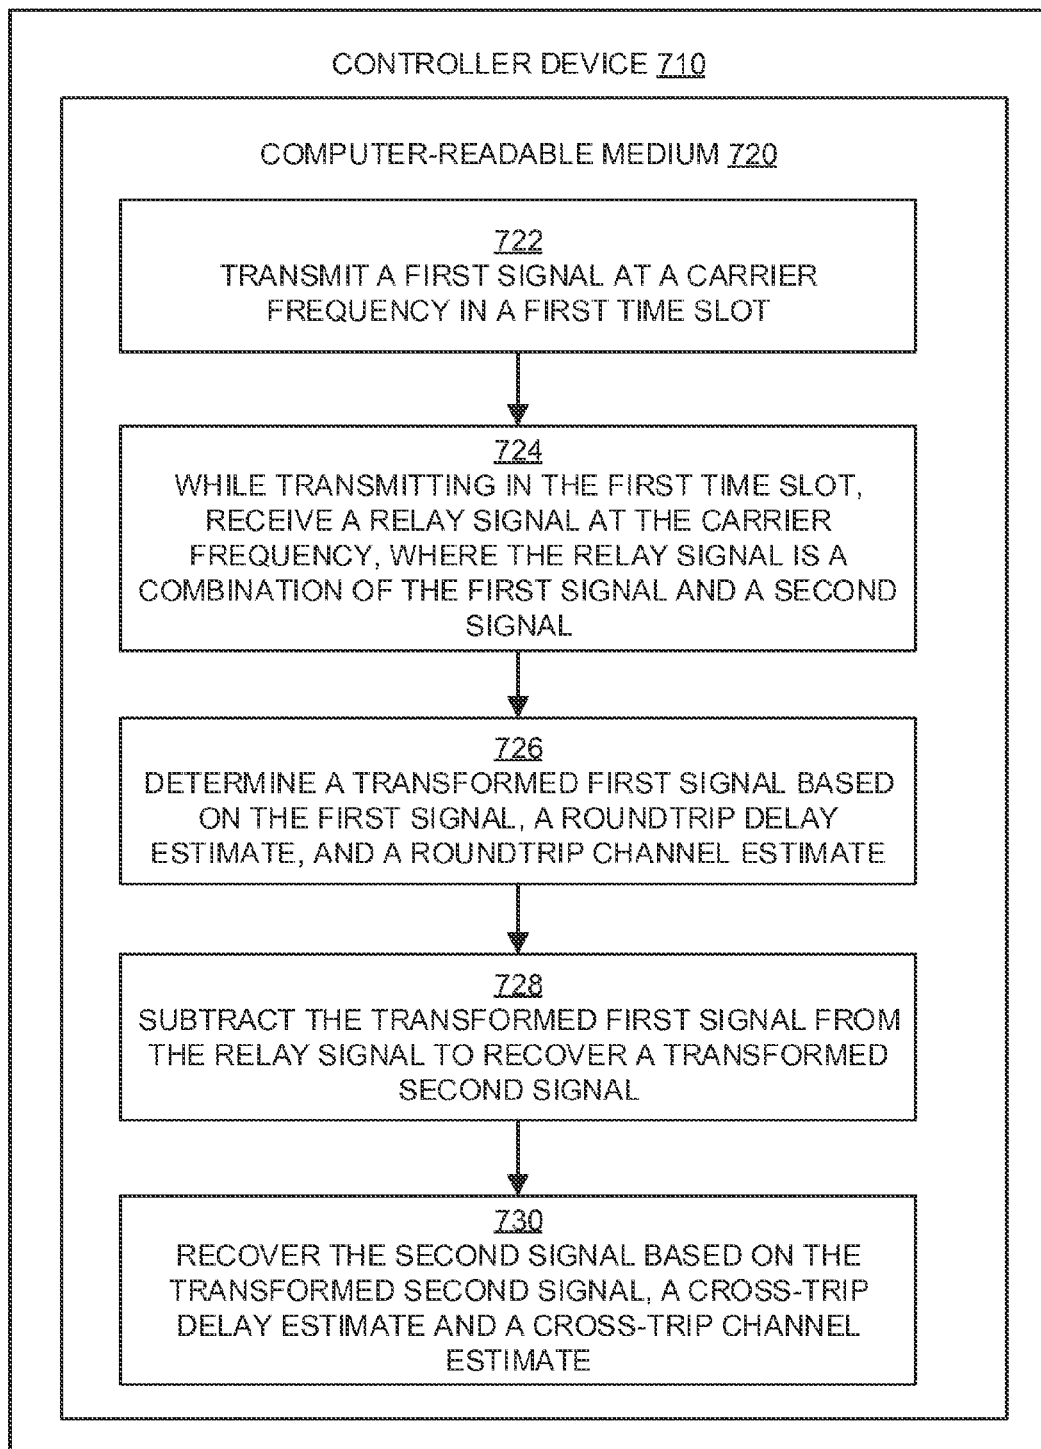 CONTROLLER DEVICE 710
COMPUTER-READABLE MEDIUM 720
722
TRANSMIT A FIRST SIGNAL AT A CARRIER
FREQUENCY IN A FIRST TIME SLOT
724
WHILE TRANSMITTING IN THE FIRST TIME SLOT,
RECEIVE A RELAY SIGNAL AT THE CARRIER
FREQUENCY, WHERE THE RELAY SIGNAL IS A
COMBINATION OF THE FIRST SIGNAL AND A SECOND
SIGNAL
726
DETERMINE A TRANSFORMED FIRST SIGNAL BASED
ON THE FIRST SIGNAL, A ROUNDTRIP DELAY
ESTIMATE, AND A ROUNDTRIP CHANNEL ESTIMATE
728
SUBTRACT THE TRANSFORMED FIRST SIGNAL FROM
THE RELAY SIGNAL TO RECOVER A TRANSFORMED
SECOND SIGNAL
730
RECOVER THE SECOND SIGNAL BASED ON THE
TRANSFORMED SECOND SIGNAL, A CROSS-TRIP
DELAY ESTIMATE AND A CROSS-TRIP CHANNEL
ESTIMATE